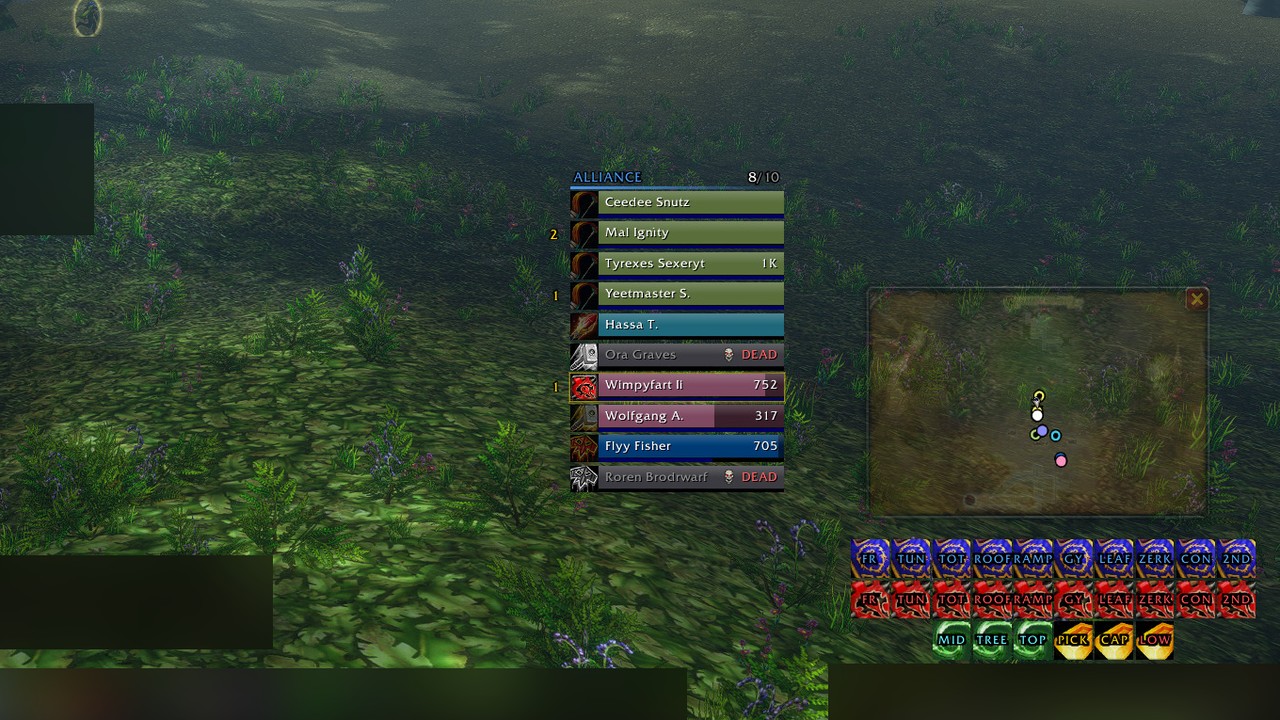 ALLIANCE 8/10
Ceedee Snutz
2 Mal Ignity
Tyrexes Sexeryt 1K
1 Yeetmaster S.
Hassa T.
Ora Graves DEAD
1 Wimpyfart Ii 752
Wolfgang A. 317
Flyy Fisher 705
Roren Brodrwarf DEAD
FR TUN TOT ROOF RAMP GY LEAF ZERK CON 2ND
FR TUN TOT ROOF RAMP GY LEAF ZERK CON 2ND
MID TREE TOP PICK CAP LOW